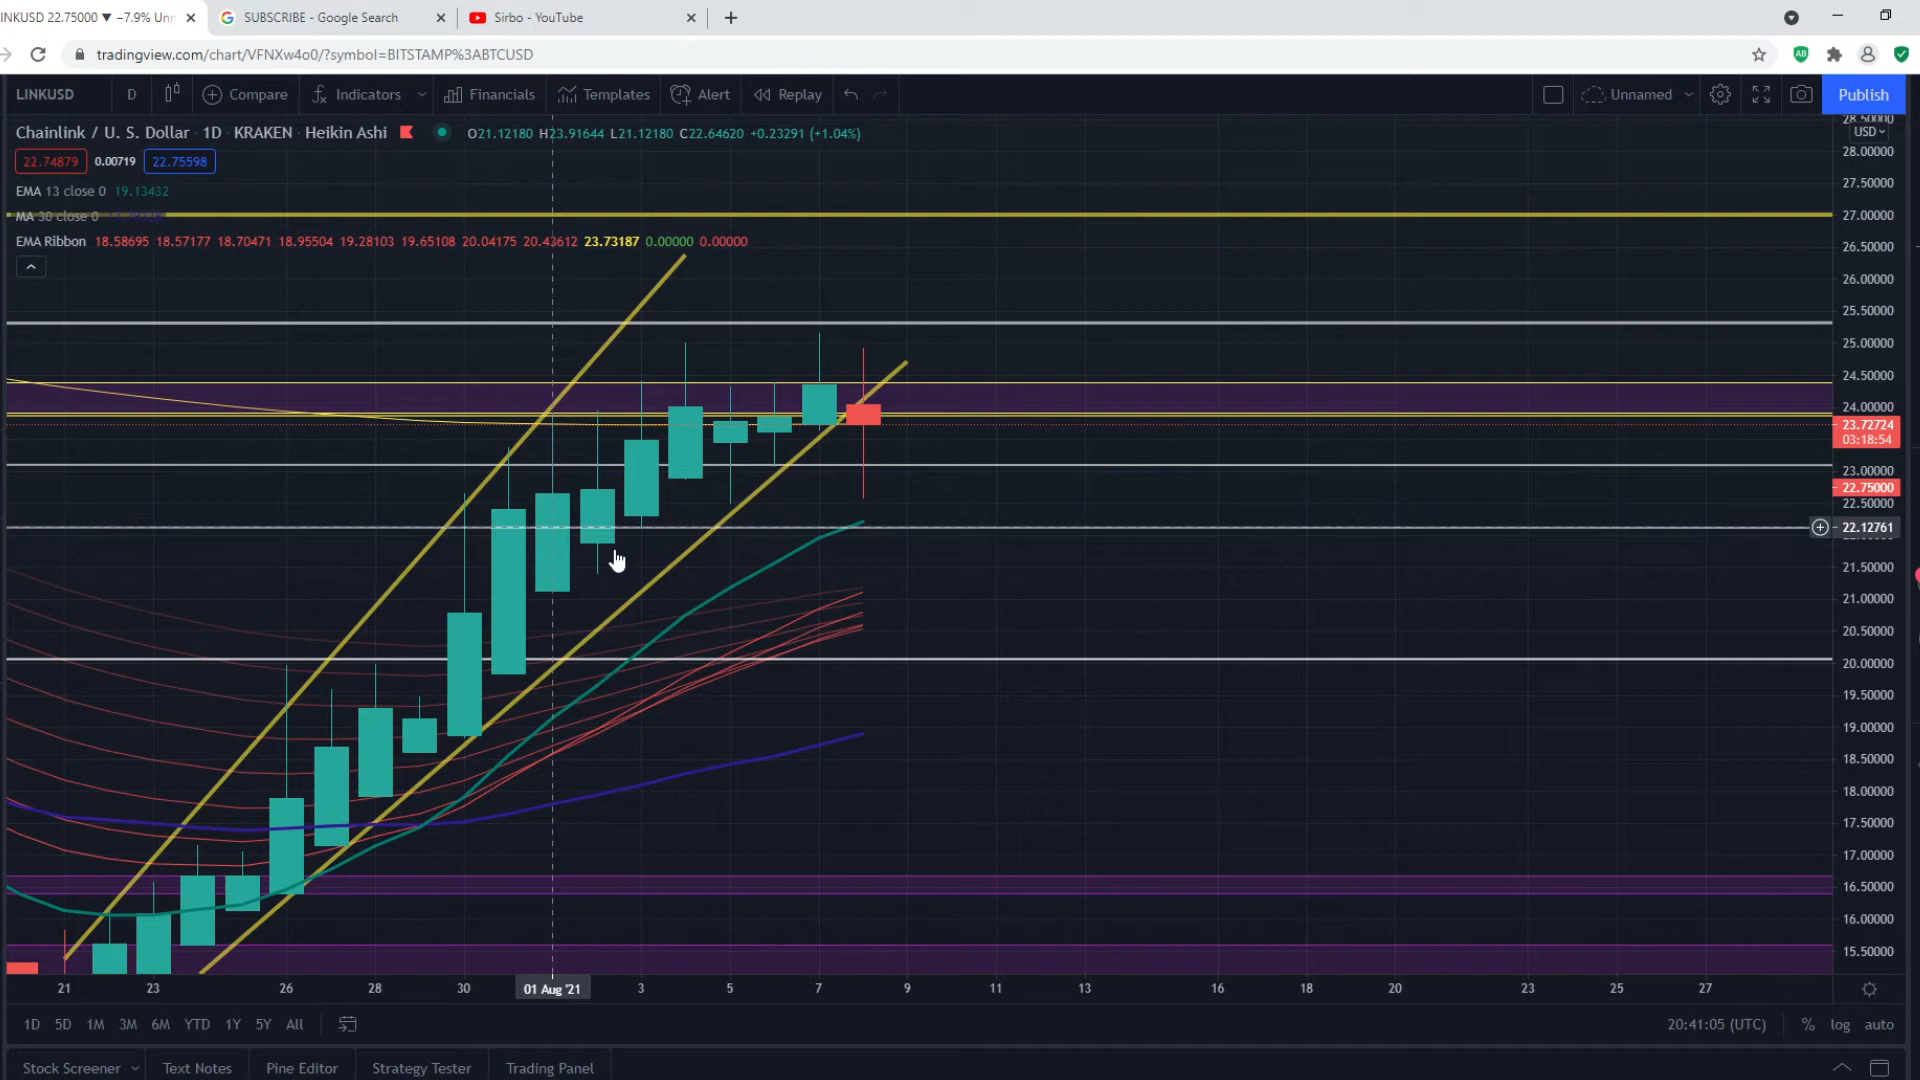 LINKUSD 22.75000 ▼ −7.9% Unn
SUBSCRIBE - Google Search
Sirbo - YouTube
tradingview.com/chart/VFNXw4o0/?symbol=BITSTAMP%3ABTCUSD
LINKUSD D Compare Indicators Financials Templates Alert Replay Unnamed Publish
Chainlink / U. S. Dollar · 1D · KRAKEN · Heikin Ashi O21.12180 H23.91644 L21.12180 C22.64620 +0.23291 (+1.04%)
22.74879 0.00719 22.75598
EMA 13 close 0 19.13432
MA 30 close 0
EMA Ribbon 18.58695 18.57177 18.70471 18.95504 19.28103 19.65108 20.04175 20.43612 23.73187 0.00000 0.00000
28.50000
USD
28.00000
27.50000
27.00000
26.50000
26.00000
25.50000
25.00000
24.50000
24.00000
23.72724
03:18:54
23.00000
22.75000
22.50000
22.12761
21.50000
21.00000
20.50000
20.00000
19.50000
19.00000
18.50000
18.00000
17.50000
17.00000
16.50000
16.00000
15.50000
21 23 26 28 30 01 Aug '21 3 5 7 9 11 13 16 18 20 23 25 27
1D 5D 1M 3M 6M YTD 1Y 5Y All 20:41:05 (UTC) % log auto
Stock Screener Text Notes Pine Editor Strategy Tester Trading Panel